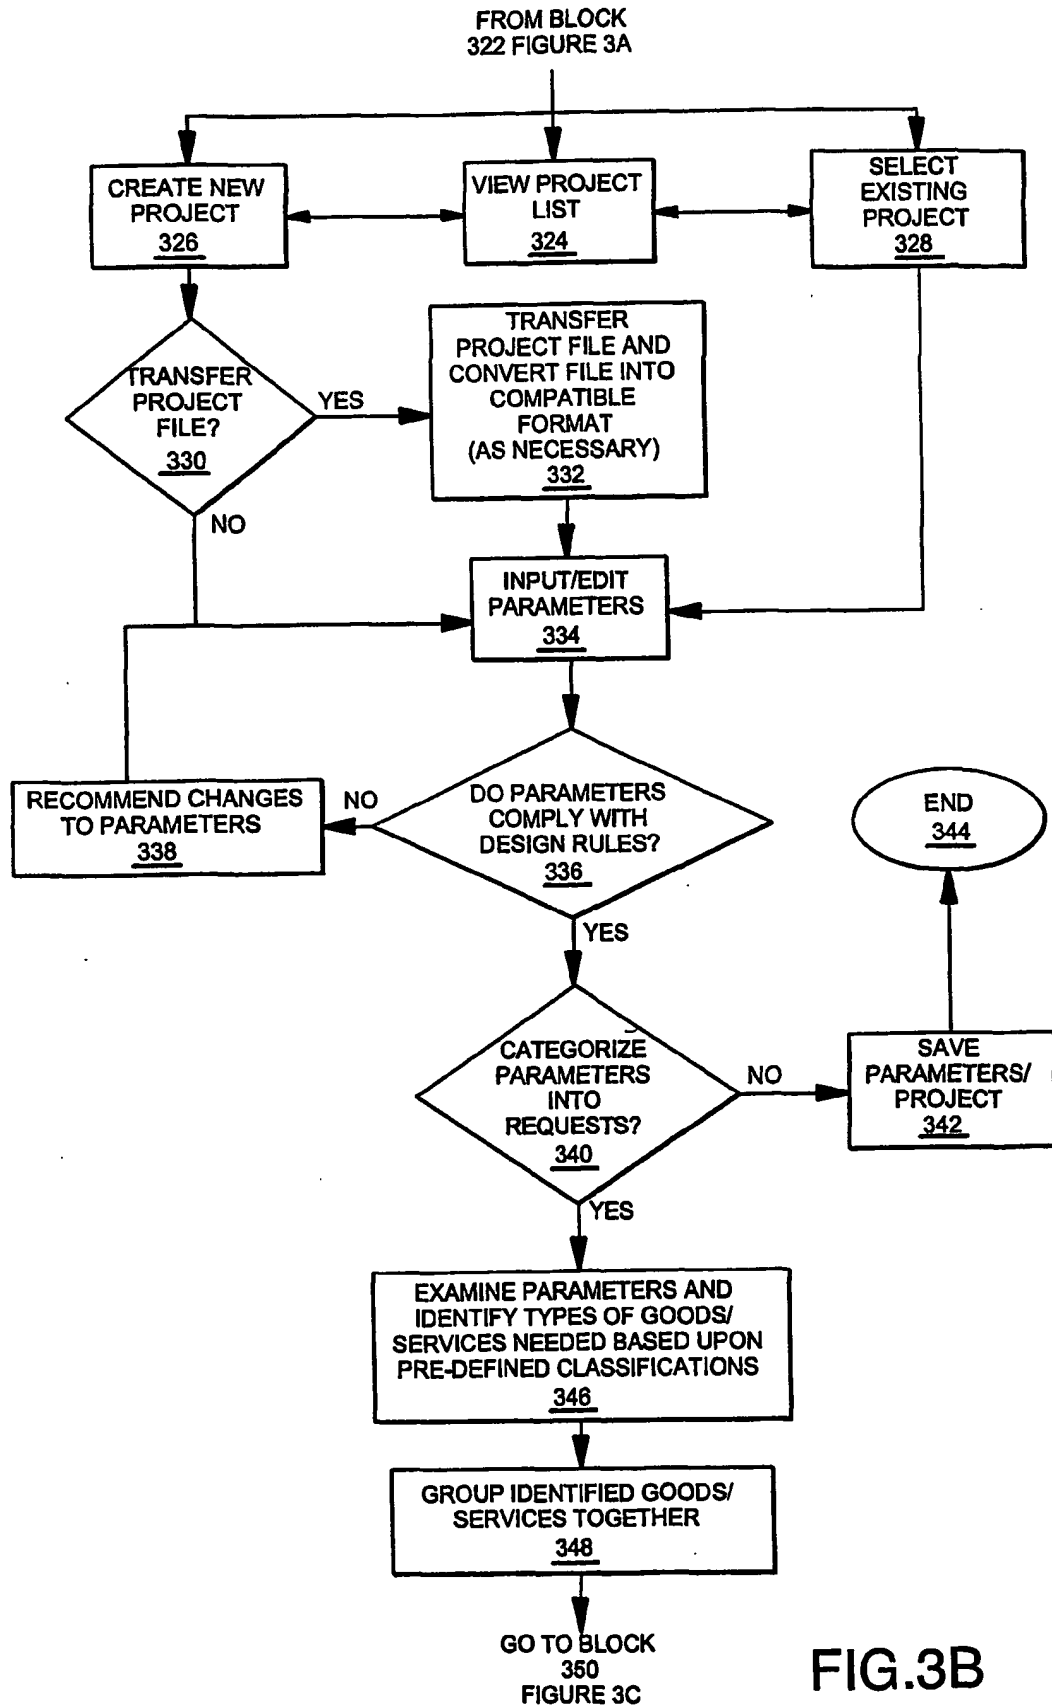 FROM BLOCK
322 FIGURE 3A
CREATE NEW
PROJECT
326
VIEW PROJECT
LIST
324
SELECT
EXISTING
PROJECT
328
TRANSFER
PROJECT
FILE?
330
YES
NO
TRANSFER
PROJECT FILE AND
CONVERT FILE INTO
COMPATIBLE
FORMAT
(AS NECESSARY)
332
INPUT/EDIT
PARAMETERS
334
DO PARAMETERS
COMPLY WITH
DESIGN RULES?
336
NO
YES
RECOMMEND CHANGES
TO PARAMETERS
338
END
344
CATEGORIZE
PARAMETERS
INTO
REQUESTS?
340
NO
YES
SAVE
PARAMETERS/
PROJECT
342
EXAMINE PARAMETERS AND
IDENTIFY TYPES OF GOODS/
SERVICES NEEDED BASED UPON
PRE-DEFINED CLASSIFICATIONS
346
GROUP IDENTIFIED GOODS/
SERVICES TOGETHER
348
GO TO BLOCK
350
FIGURE 3C
FIG.3B